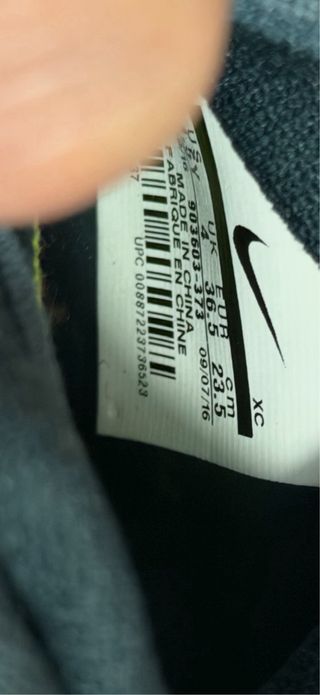 XC
USY UK EUR cm
4 36.5 23.5
09/07/16
903603-373
MADE IN CHINA
FABRIQUE EN CHINE
UPC 00887223736523